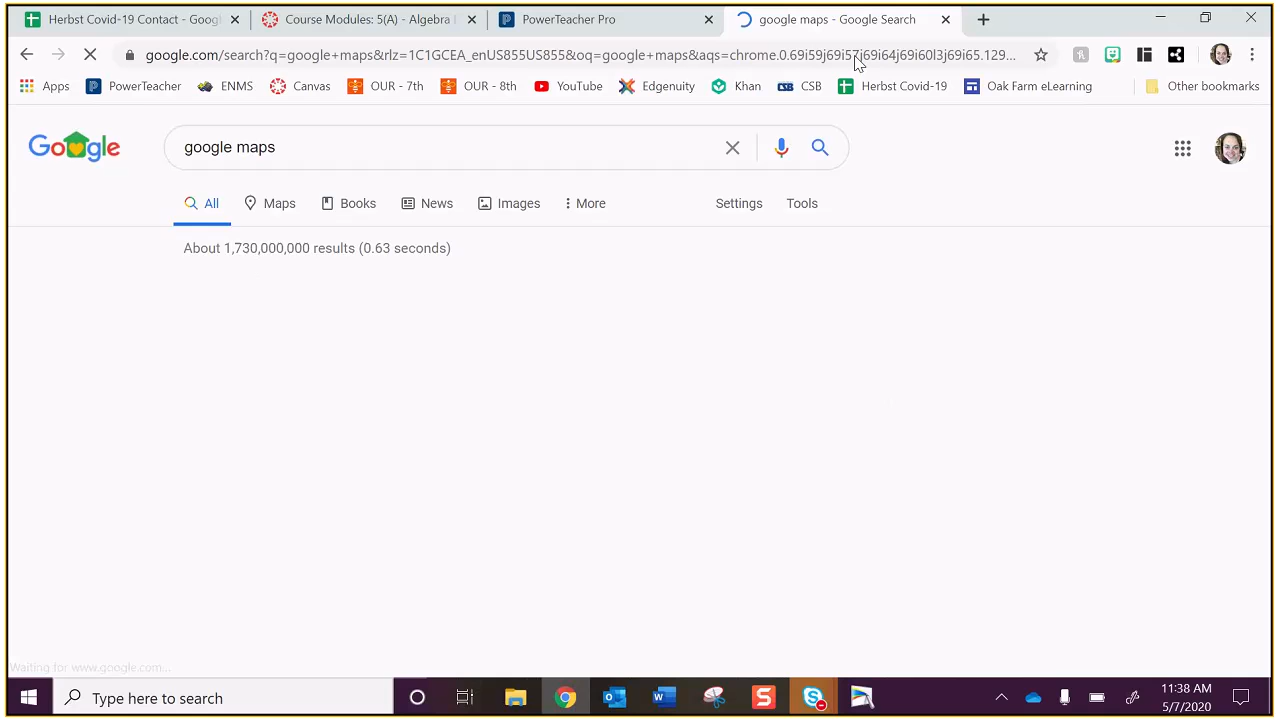 Herbst Covid-19 Contact - Goog
Course Modules: 5(A) - Algebra
PowerTeacher Pro
google maps - Google Search
google.com/search?q=google+maps&rlz=1C1GCEA_enUS855US855&oq=google+maps&aqs=chrome.0.69i59j69i57j69i64j69i60l3j69i65.129...
Apps
PowerTeacher
ENMS
Canvas
OUR - 7th
OUR - 8th
YouTube
Edgenuity
Khan
CSB
Herbst Covid-19
Oak Farm eLearning
Other bookmarks
google maps
All
Maps
Books
News
Images
More
Settings
Tools
About 1,730,000,000 results (0.63 seconds)
Waiting for www.google.com...
Type here to search
11:38 AM
5/7/2020